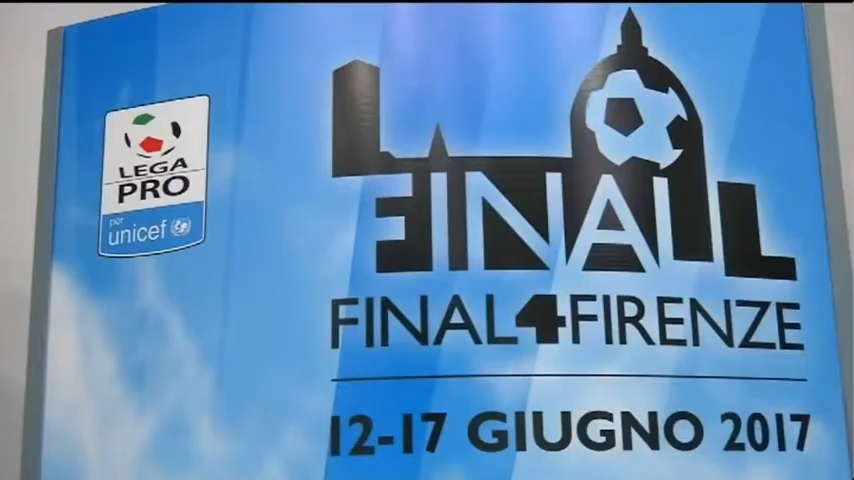 LEGA
PRO
per
unicef
FINAL
FINAL4FIRENZE
12-17 GIUGNO 2017